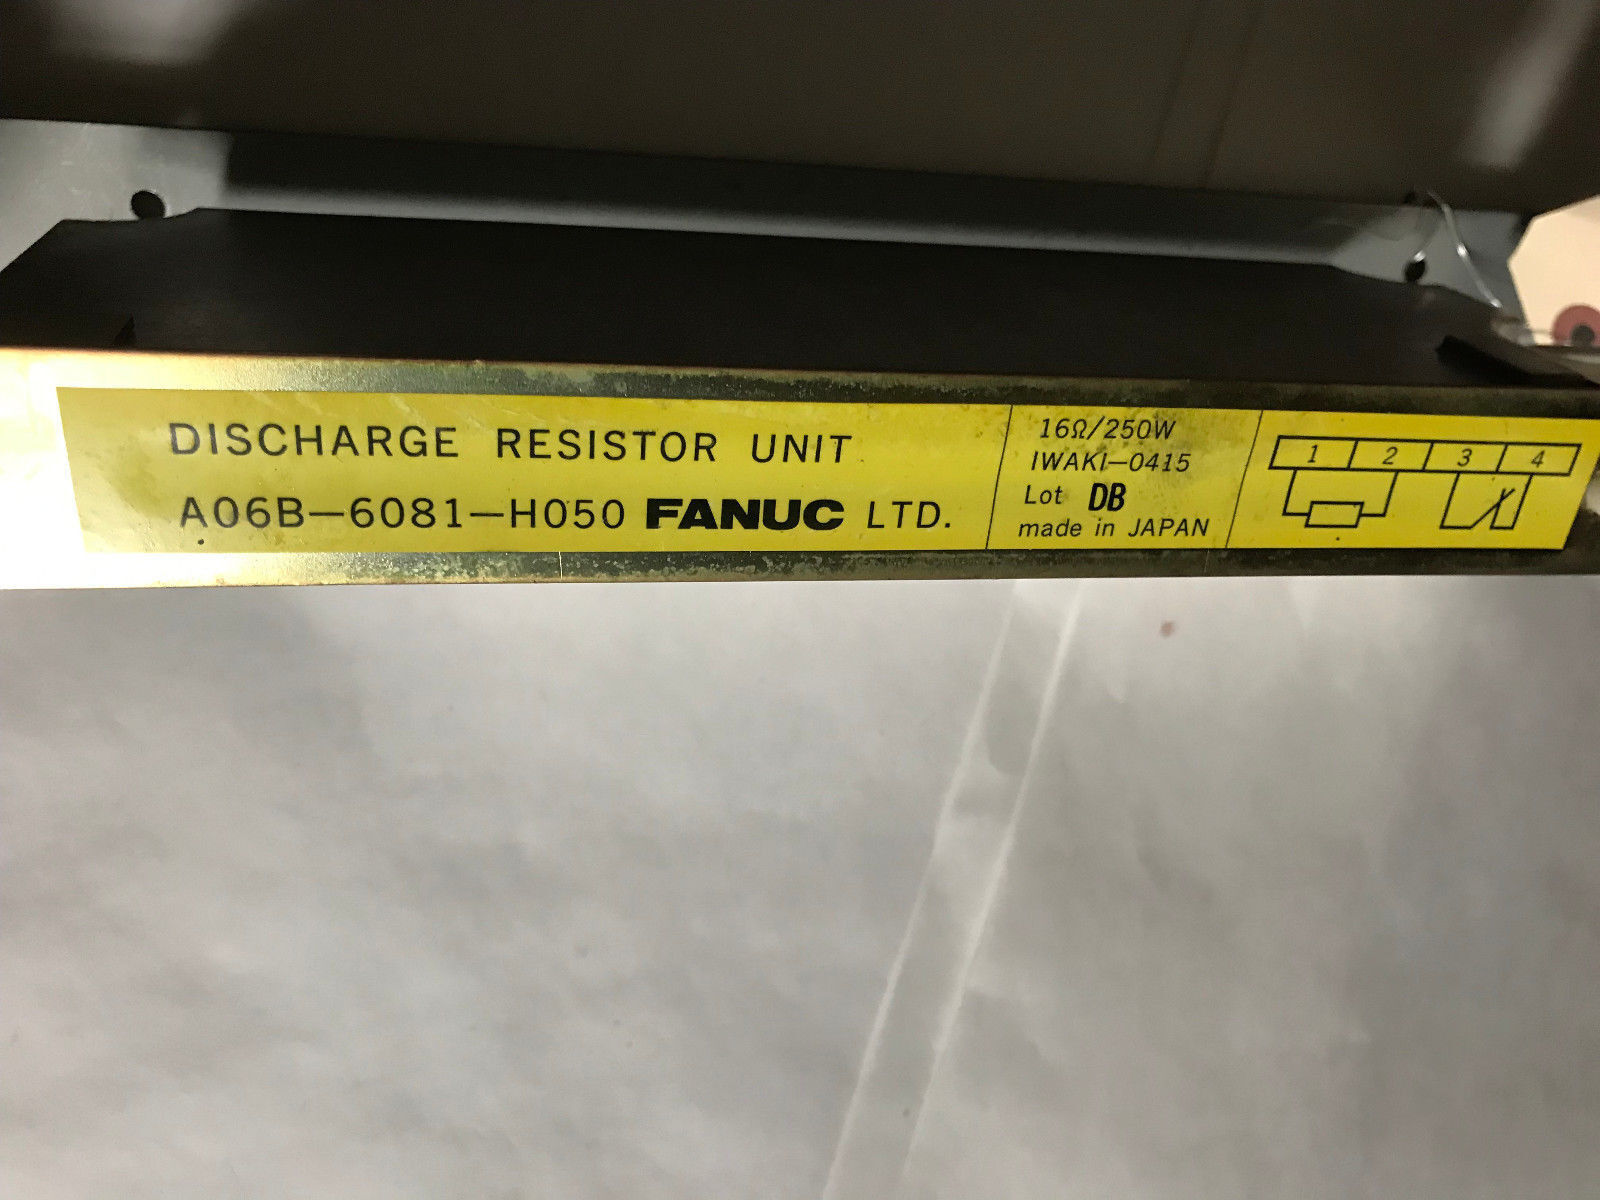 DISCHARGE RESISTOR UNIT
A06B-6081-H050 FANUC LTD.
16Ω/250W
IWAKI-0415
Lot DB
made in JAPAN
1 2 3 4